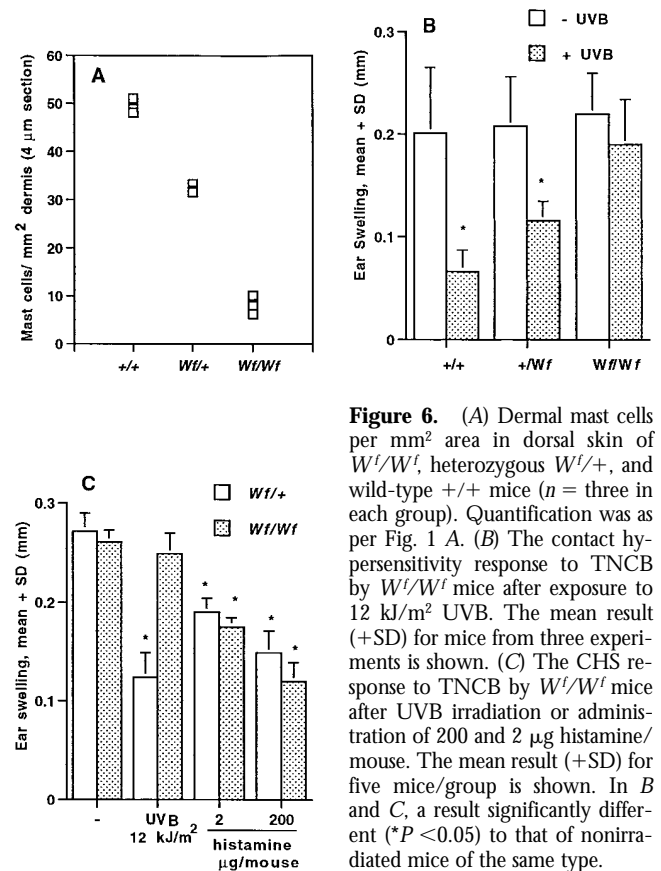 A
Mast cells/ mm² dermis (4 µm section)
60
50
40
30
20
10
0
+/+
Wf/+
Wf/Wf
B
- UVB
+ UVB
Ear Swelling, mean + SD (mm)
0.3
0.2
0.1
0
*
*
+/+
+/Wf
Wf/Wf
C
Wf/+
Wf/Wf
Ear swelling, mean + SD (mm)
0.3
0.2
0.1
0
*
* *
* *
-
UVB
12 kJ/m²
2
200
histamine
µg/mouse
Figure 6. (A) Dermal mast cells
per mm² area in dorsal skin of
Wᶠ/Wᶠ, heterozygous Wᶠ/+, and
wild-type +/+ mice (n = three in
each group). Quantification was as
per Fig. 1 A. (B) The contact hy-
persensitivity response to TNCB
by Wᶠ/Wᶠ mice after exposure to
12 kJ/m² UVB. The mean result
(+SD) for mice from three experi-
ments is shown. (C) The CHS re-
sponse to TNCB by Wᶠ/Wᶠ mice
after UVB irradiation or adminis-
tration of 200 and 2 µg histamine/
mouse. The mean result (+SD) for
five mice/group is shown. In B
and C, a result significantly differ-
ent (*P <0.05) to that of nonirra-
diated mice of the same type.